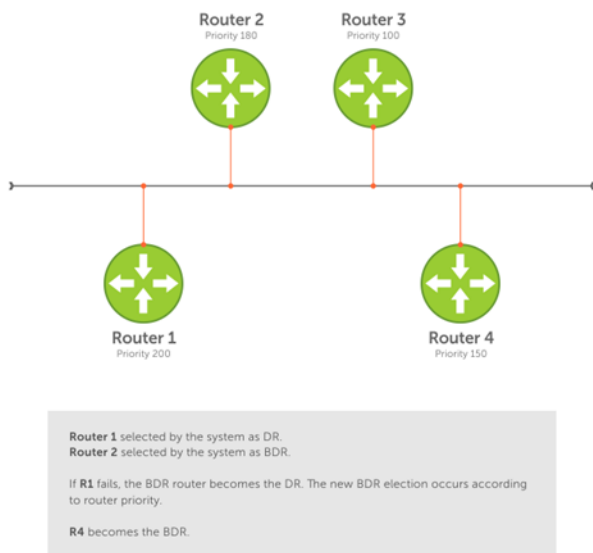 Router 2
Priority 180
Router 3
Priority 100
Router 1
Priority 200
Router 4
Priority 150
Router 1 selected by the system as DR.
Router 2 selected by the system as BDR.
If R1 fails, the BDR router becomes the DR. The new BDR election occurs according
to router priority.
R4 becomes the BDR.